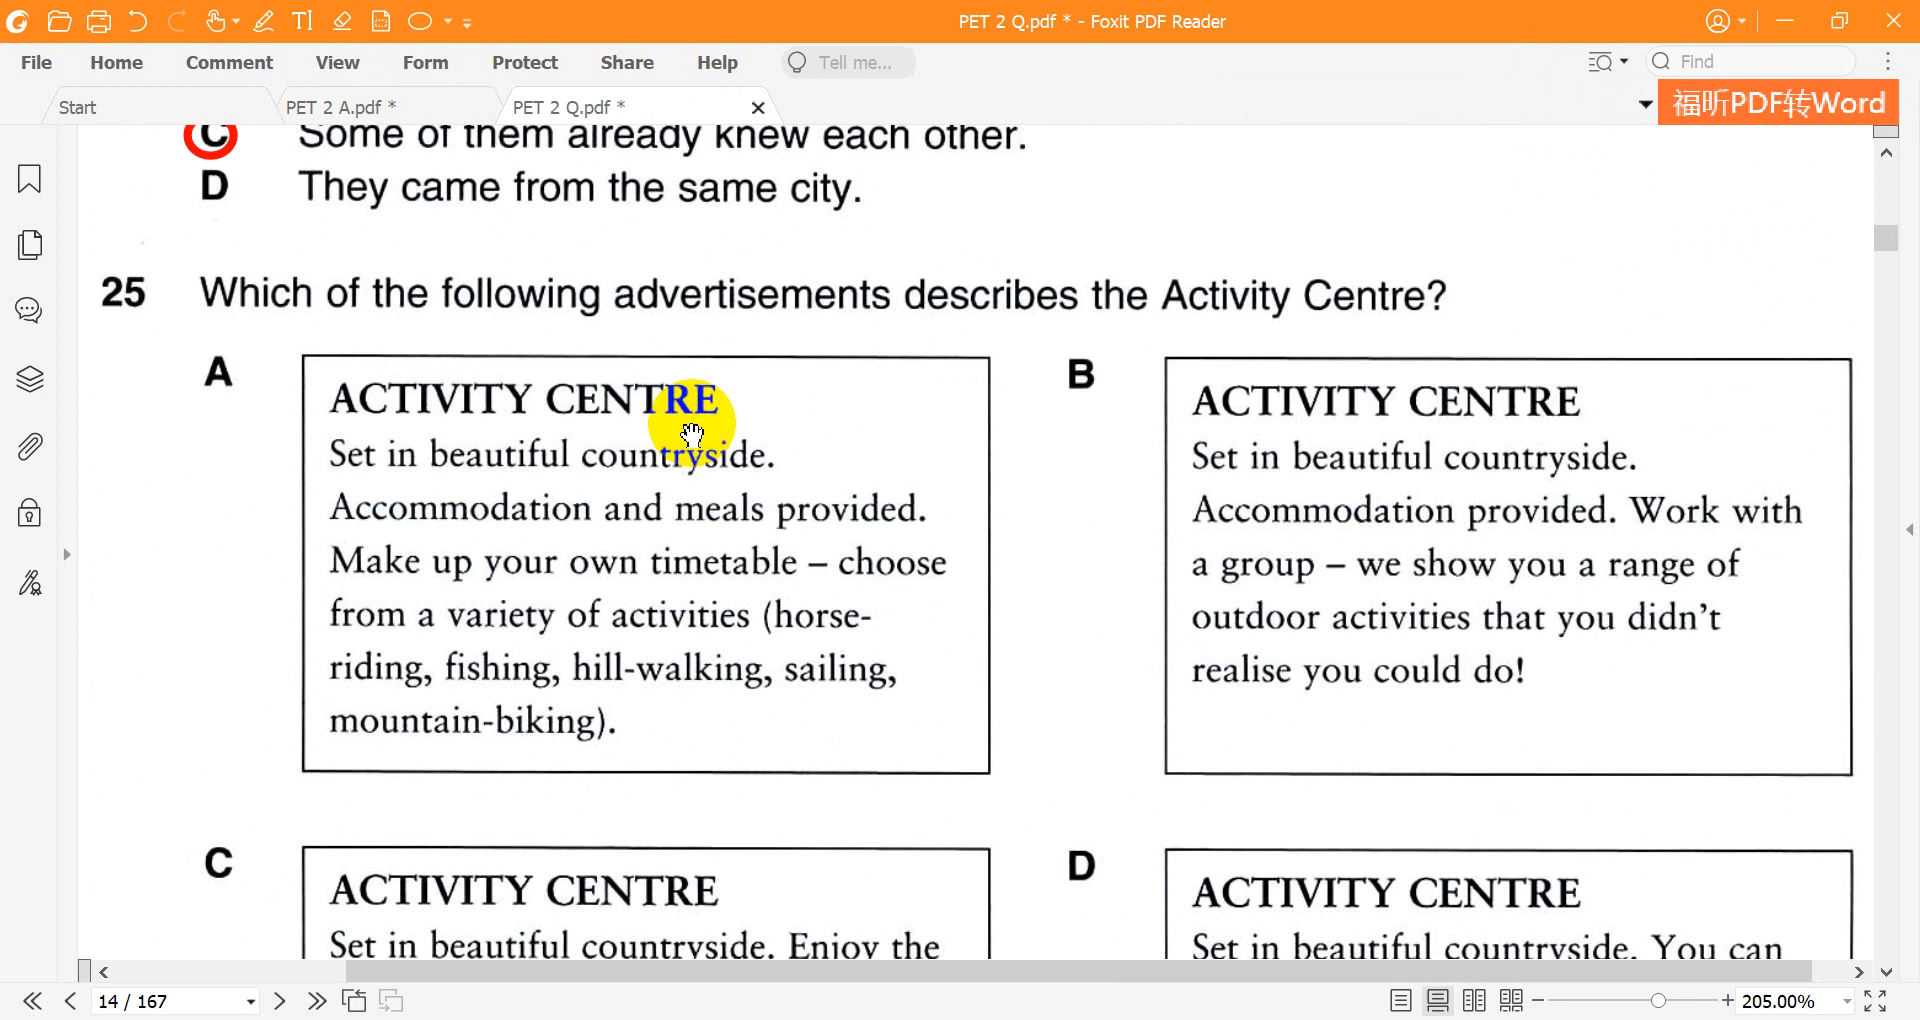 PET 2 Q.pdf * - Foxit PDF Reader
File Home Comment View Form Protect Share Help Tell me... Find
Start PET 2 A.pdf * PET 2 Q.pdf * 福昕PDF转Word
C Some of them already knew each other.
D They came from the same city.
25 Which of the following advertisements describes the Activity Centre?
A
ACTIVITY CENTRE
Set in beautiful countryside.
Accommodation and meals provided.
Make up your own timetable – choose
from a variety of activities (horse-
riding, fishing, hill-walking, sailing,
mountain-biking).
B
ACTIVITY CENTRE
Set in beautiful countryside.
Accommodation provided. Work with
a group – we show you a range of
outdoor activities that you didn't
realise you could do!
C
ACTIVITY CENTRE
Set in beautiful countryside. Enjoy the
D
ACTIVITY CENTRE
Set in beautiful countryside. You can
14 / 167 205.00%